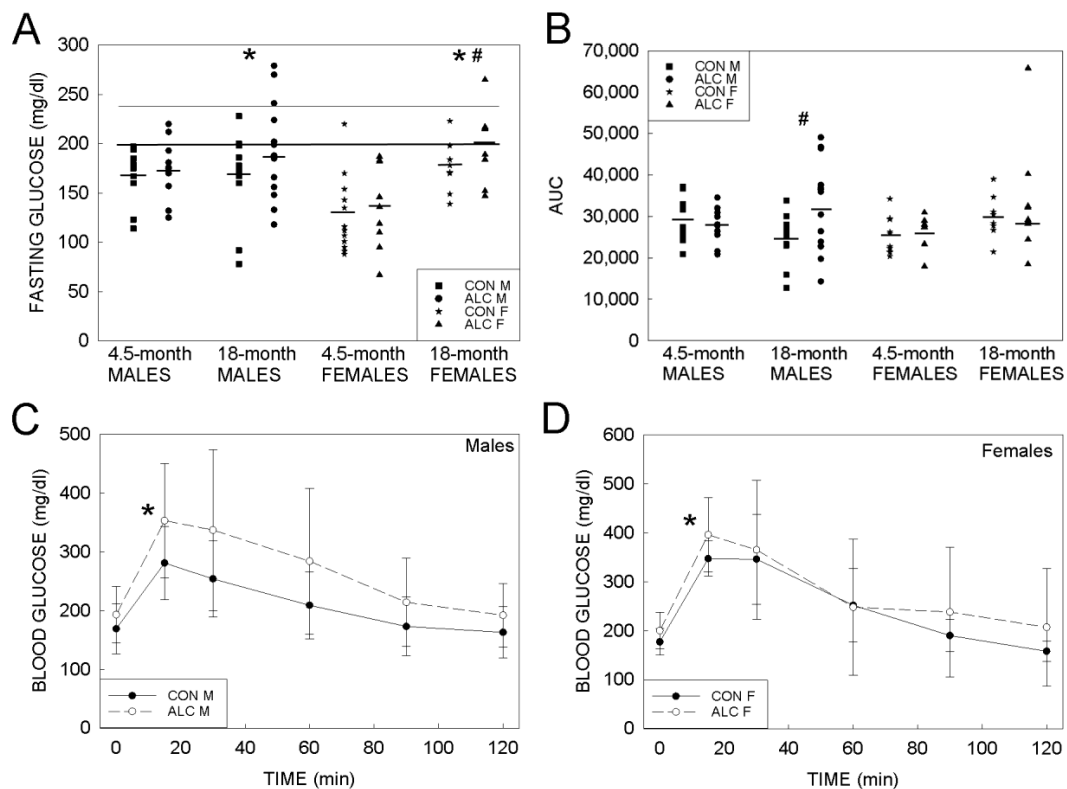 A
FASTING GLUCOSE (mg/dl)
300
250
200
150
100
50
0
*
* #
CON M
ALC M
CON F
ALC F
4.5-month
MALES
18-month
MALES
4.5-month
FEMALES
18-month
FEMALES
B
AUC
70,000
60,000
50,000
40,000
30,000
20,000
10,000
0
CON M
ALC M
CON F
ALC F
#
4.5-month
MALES
18-month
MALES
4.5-month
FEMALES
18-month
FEMALES
C
Males
BLOOD GLUCOSE (mg/dl)
500
400
300
200
100
0
*
CON M
ALC M
0 20 40 60 80 100 120
TIME (min)
D
Females
BLOOD GLUCOSE (mg/dl)
600
500
400
300
200
100
0
*
CON F
ALC F
0 20 40 60 80 100 120
TIME (min)